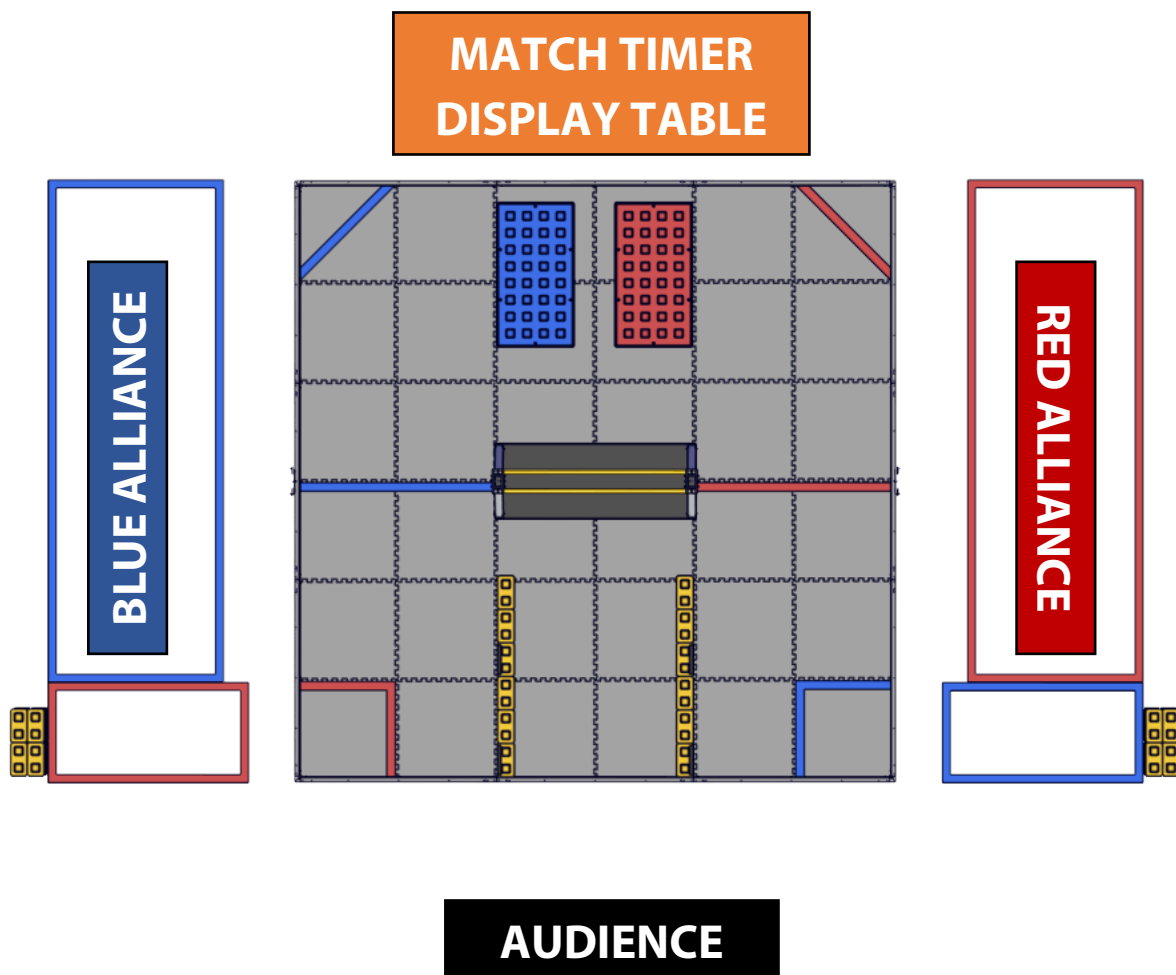 MATCH TIMER
DISPLAY TABLE
BLUE ALLIANCE
RED ALLIANCE
AUDIENCE